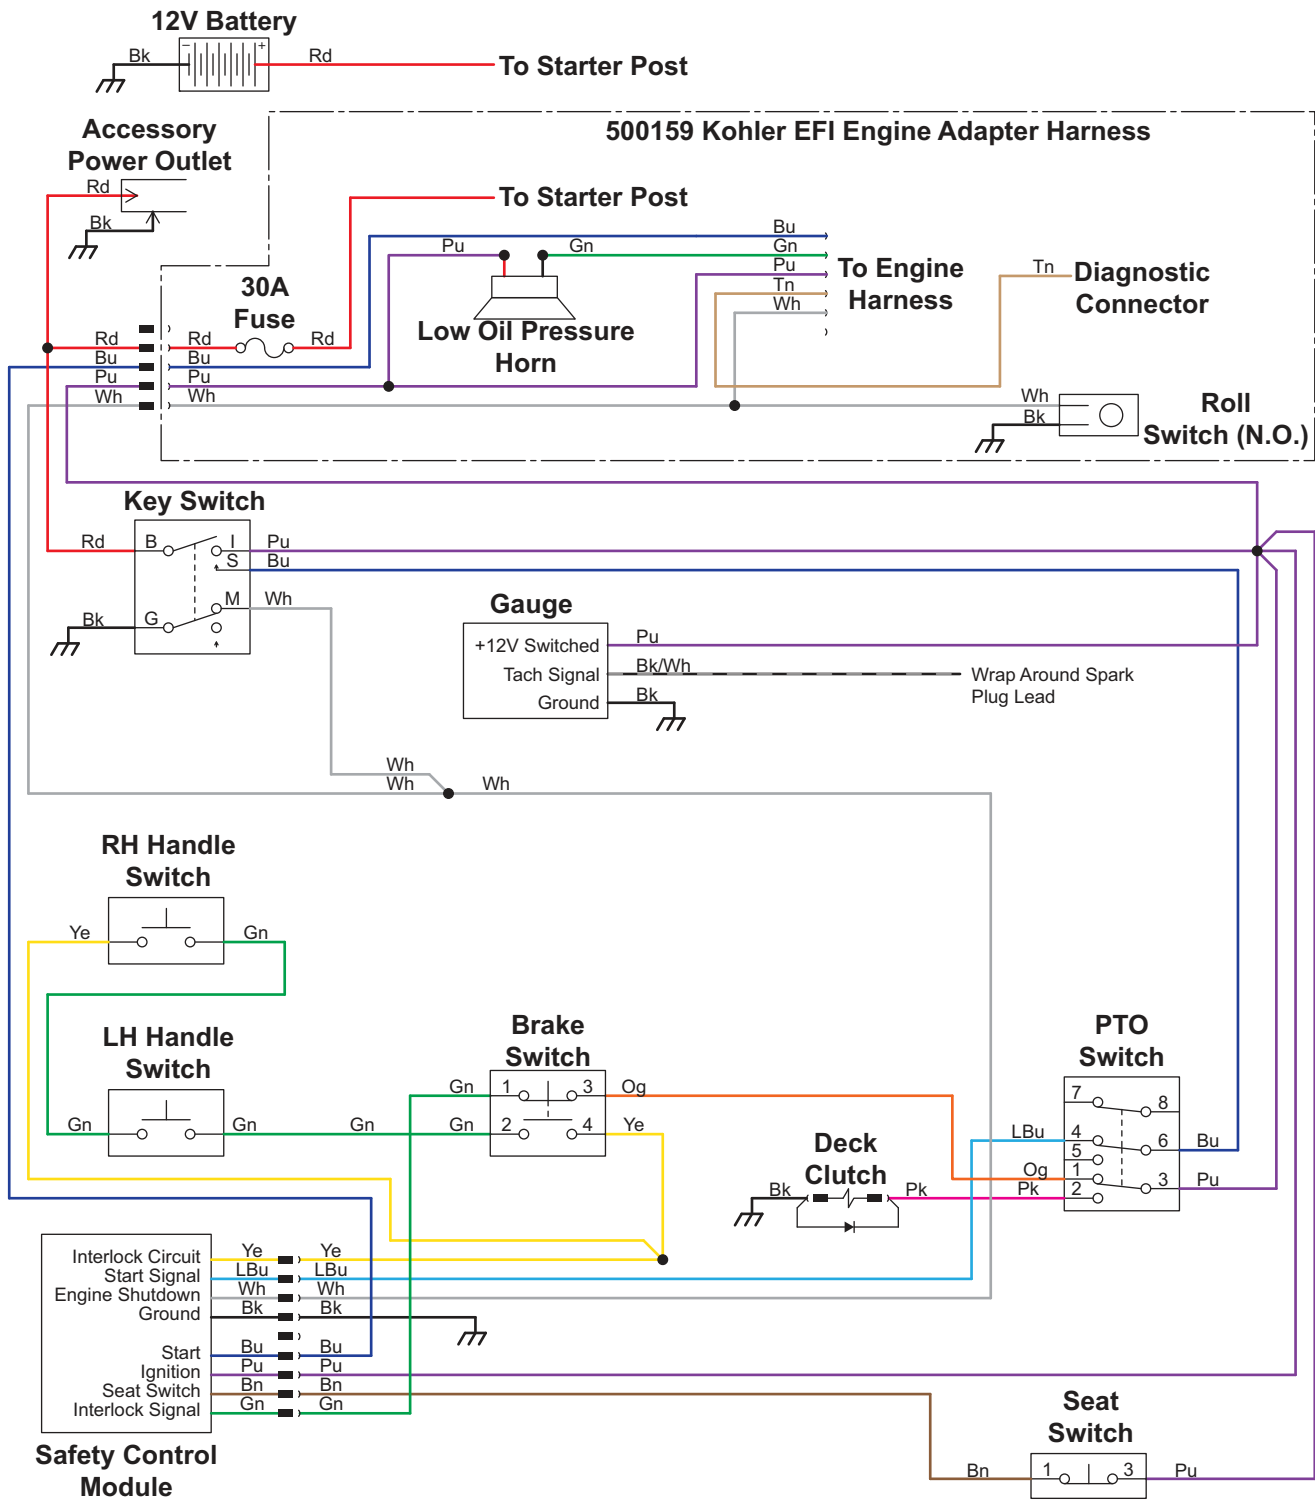 12V Battery
− +
Bk Rd To Starter Post
Accessory
Power Outlet
500159 Kohler EFI Engine Adapter Harness
Rd
Bk
To Starter Post
Bu
Pu Gn Gn
Pu
Tn
Wh
To Engine
Harness
Tn Diagnostic
Connector
30A
Fuse
Low Oil Pressure
Horn
Rd Rd Rd
Bu Bu
Pu Pu
Wh Wh
Wh
Bk
Roll
Switch (N.O.)
Key Switch
Rd B I Pu
S Bu
M Wh
Bk G
Gauge
+12V Switched Pu
Tach Signal Bk/Wh
Ground Bk
Wrap Around Spark
Plug Lead
Wh
Wh Wh
RH Handle
Switch
Ye Gn
LH Handle
Switch
Gn Gn Gn Gn
Brake
Switch
Gn 1 3 Og
2 4 Ye
PTO
Switch
7 8
LBu 4 6 Bu
5
Og 1 3 Pu
Pk 2
Deck
Clutch
Bk Pk
Interlock Circuit Ye Ye
Start Signal LBu LBu
Engine Shutdown Wh Wh
Ground Bk Bk
Start Bu Bu
Ignition Pu Pu
Seat Switch Bn Bn
Interlock Signal Gn Gn
Safety Control
Module
Seat
Switch
Bn 1 3 Pu